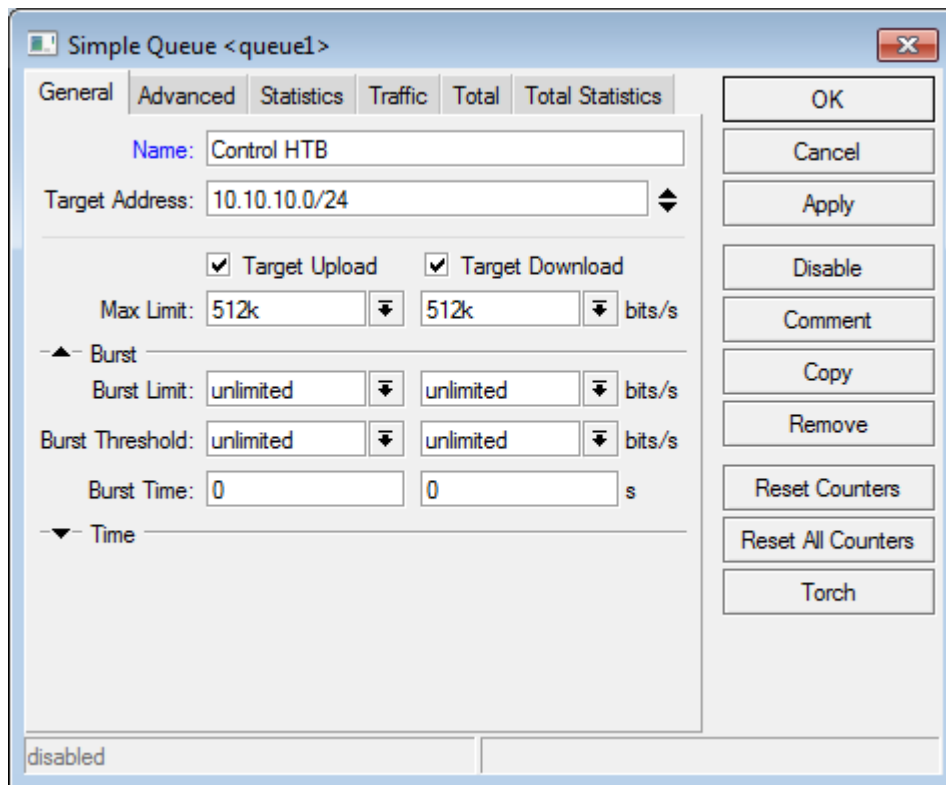 Simple Queue <queue1>
General Advanced Statistics Traffic Total Total Statistics
Name: Control HTB
Target Address: 10.10.10.0/24
Target Upload Target Download
Max Limit: 512k 512k bits/s
Burst
Burst Limit: unlimited unlimited bits/s
Burst Threshold: unlimited unlimited bits/s
Burst Time: 0 0 s
Time
OK
Cancel
Apply
Disable
Comment
Copy
Remove
Reset Counters
Reset All Counters
Torch
disabled